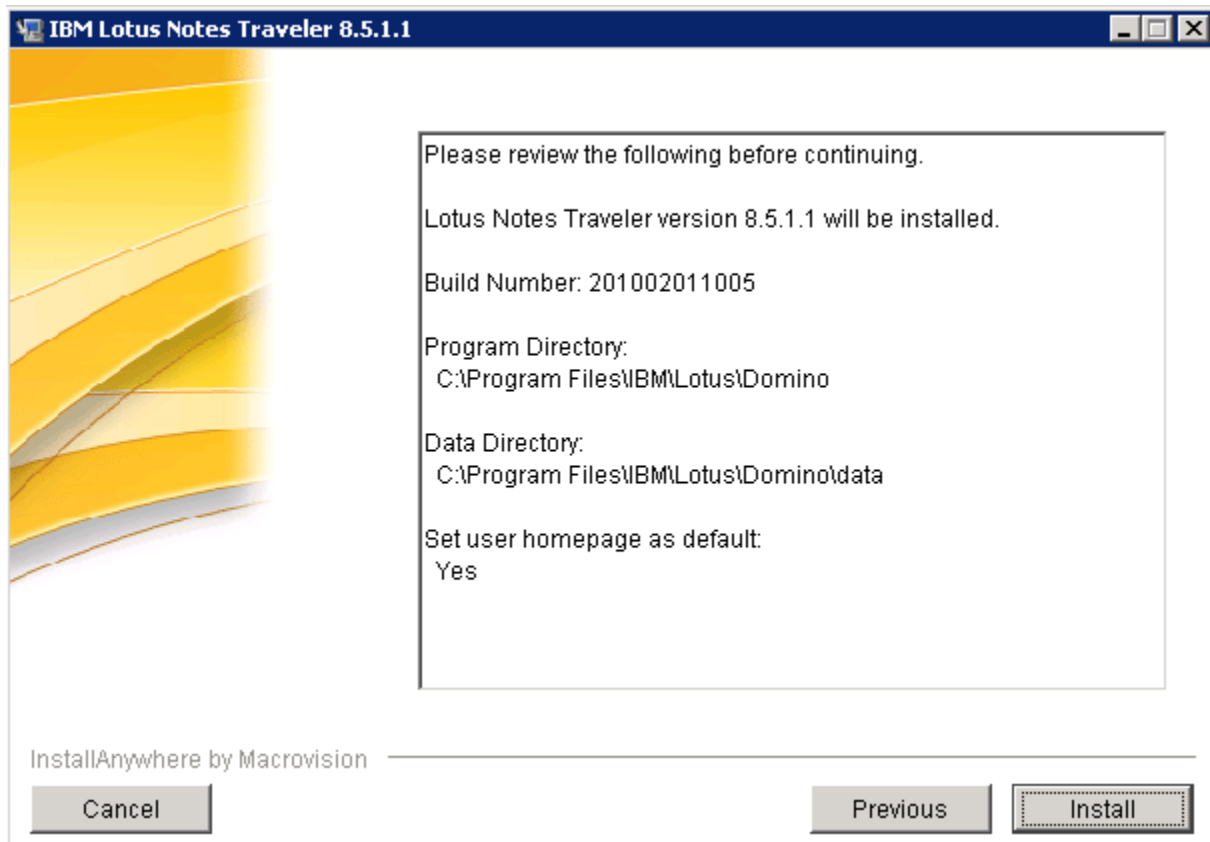 IBM Lotus Notes Traveler 8.5.1.1
Please review the following before continuing.
Lotus Notes Traveler version 8.5.1.1 will be installed.
Build Number: 201002011005
Program Directory:
C:\Program Files\IBM\Lotus\Domino
Data Directory:
C:\Program Files\IBM\Lotus\Domino\data
Set user homepage as default:
Yes
InstallAnywhere by Macrovision
Cancel
Previous
Install